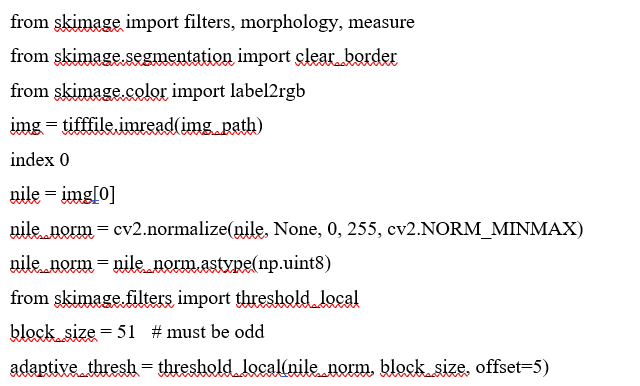 from skimage import filters, morphology, measure
from skimage.segmentation import clear_border
from skimage.color import label2rgb
img = tifffile.imread(img_path)
index 0
nile = img[0]
nile_norm = cv2.normalize(nile, None, 0, 255, cv2.NORM_MINMAX)
nile_norm = nile_norm.astype(np.uint8)
from skimage.filters import threshold_local
block_size = 51   # must be odd
adaptive_thresh = threshold_local(nile_norm, block_size, offset=5)